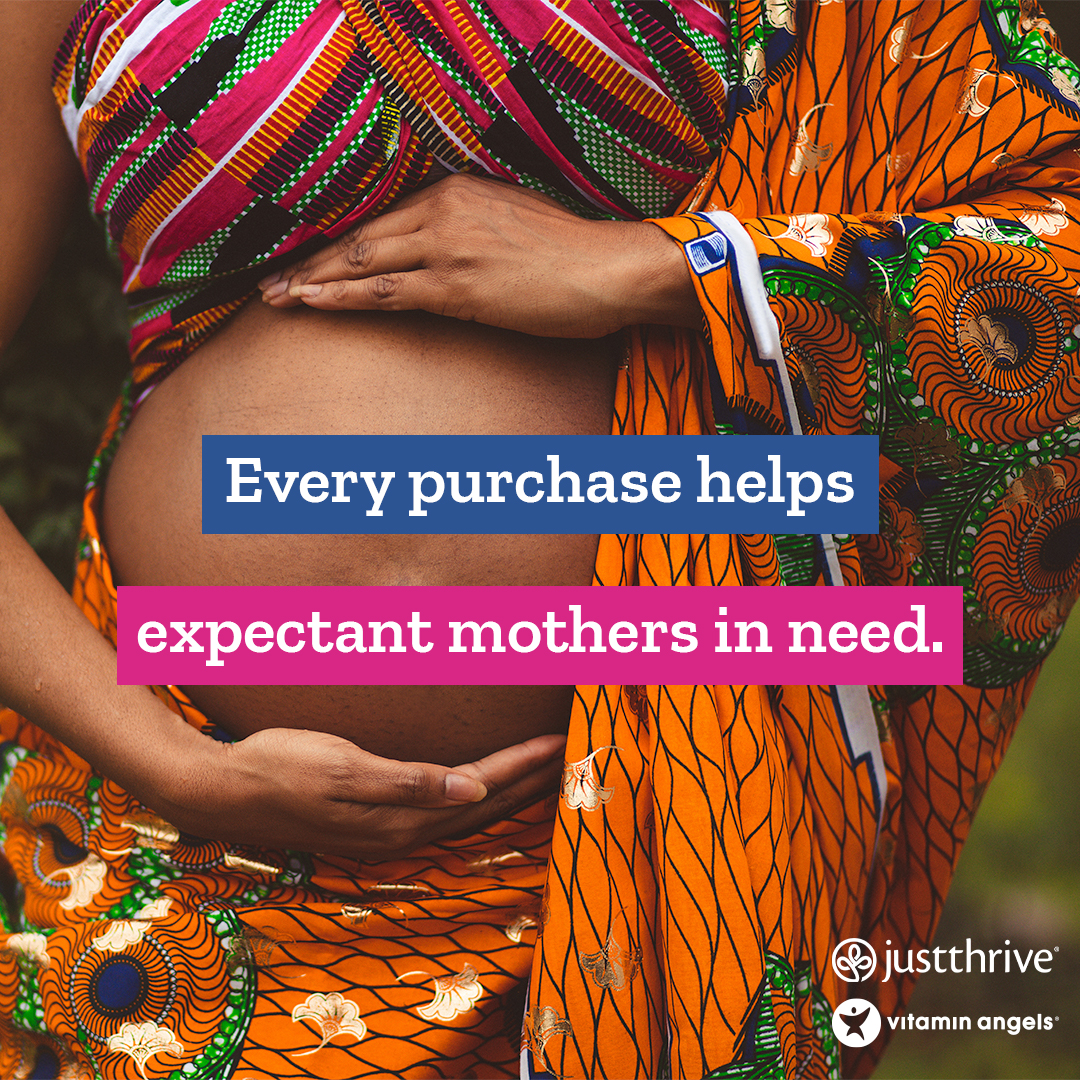 Every purchase helps
expectant mothers in need.
justthrive®
vitamin angels®